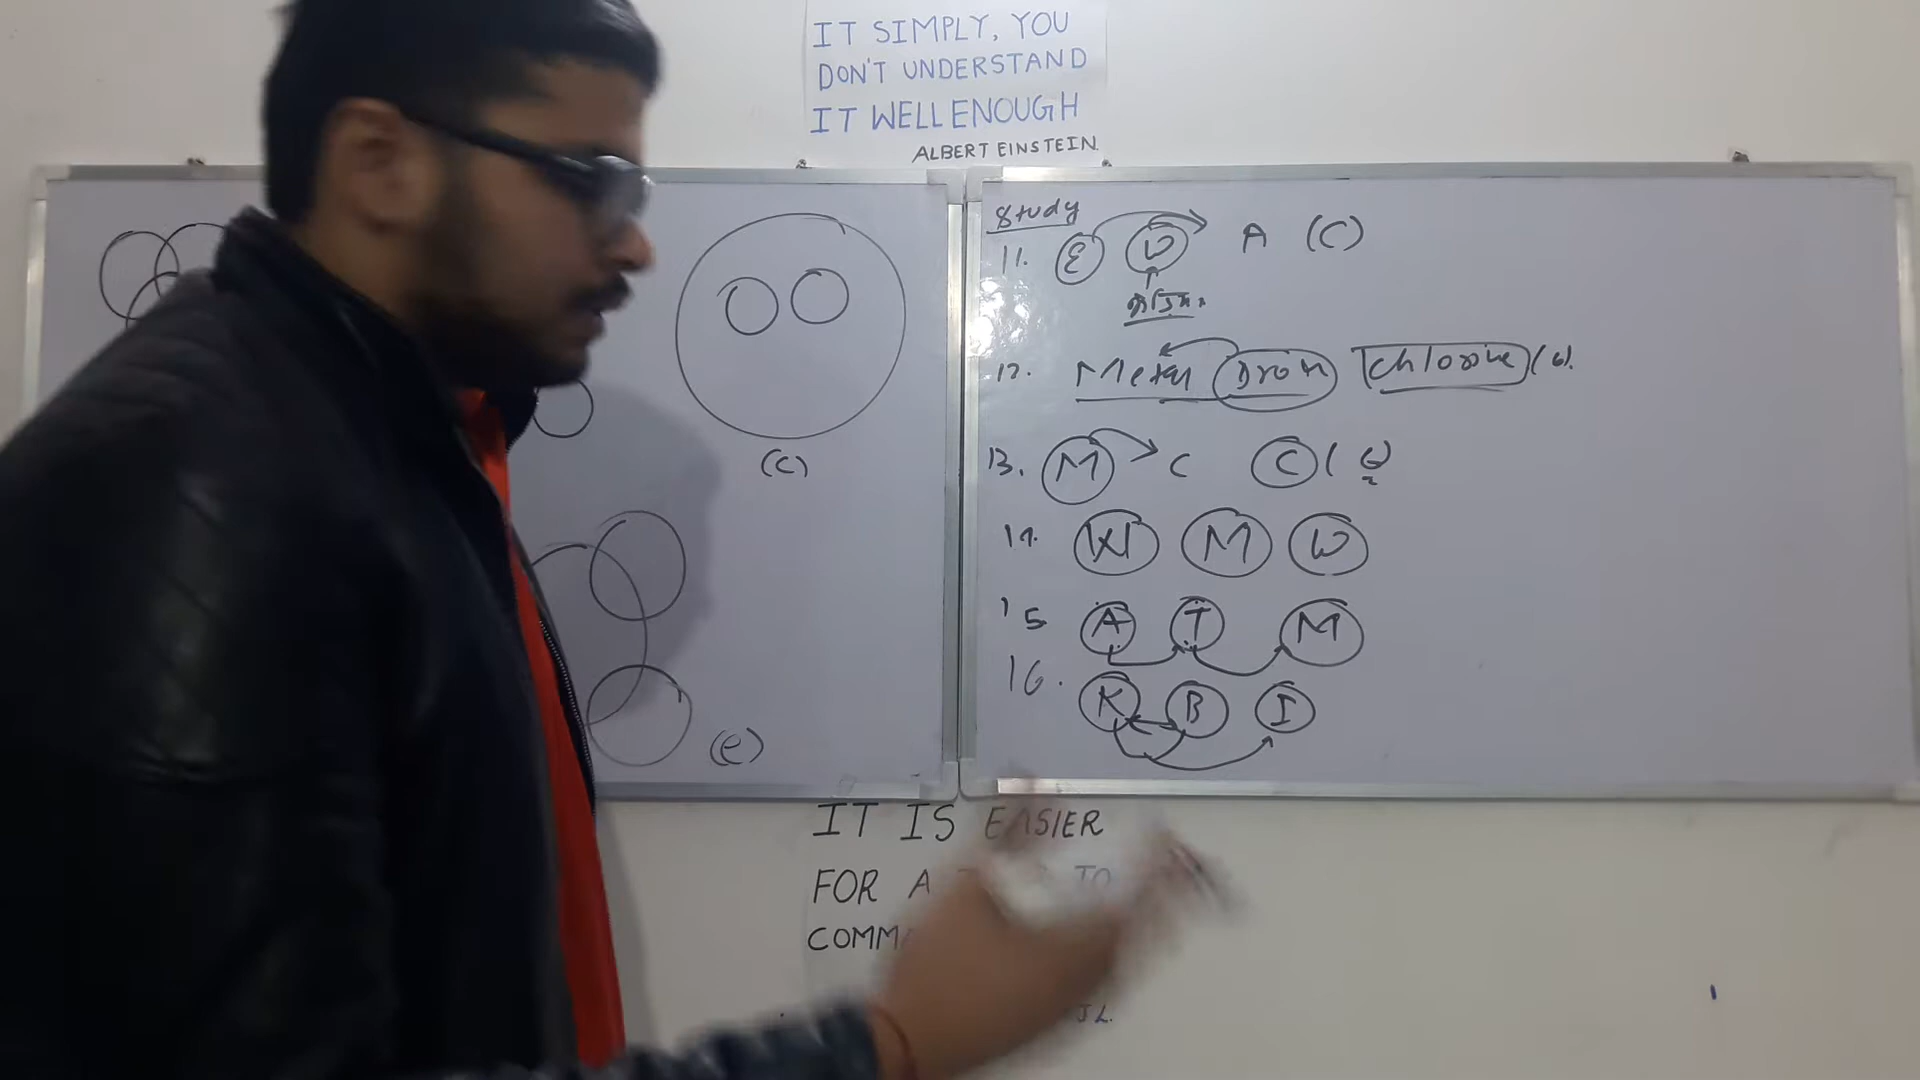 IT SIMPLY, YOU
DON'T UNDERSTAND
IT WELL ENOUGH
ALBERT EINSTEIN.
(C)
(e)
Study
11. E W A (C)
12. Metal Iron Chlorine
13. M C C
14. W M W
15 A T M
16. K B I
IT IS EASIER
FOR A TO
COMM